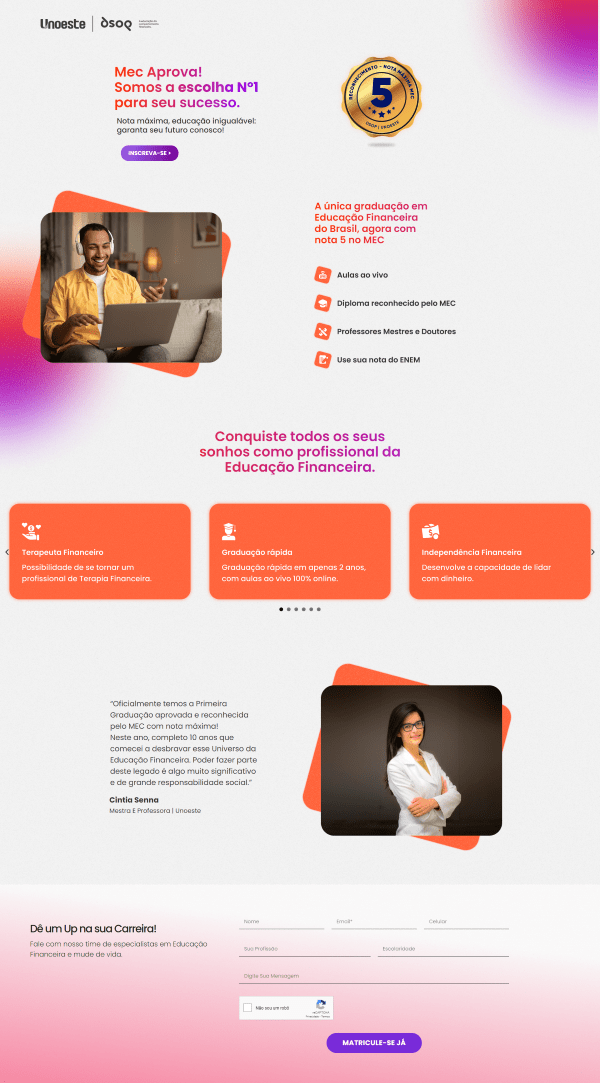 Unoeste
dsop
Mec Aprova!
Somos a escolha Nº1
para seu sucesso.
Nota máxima, educação inigualável:
garanta seu futuro conosco!
INSCREVA-SE >
RECONHECIMENTO - NOTA MÁXIMA MEC
5
DSOP | UNOESTE
A única graduação em
Educação Financeira
do Brasil, agora com
nota 5 no MEC
Aulas ao vivo
Diploma reconhecido pelo MEC
Professores Mestres e Doutores
Use sua nota do ENEM
Conquiste todos os seus
sonhos como profissional da
Educação Financeira.
Terapeuta Financeiro
Possibilidade de se tornar um
profissional de Terapia Financeira.
Graduação rápida
Graduação rápida em apenas 2 anos,
com aulas ao vivo 100% online.
Independência Financeira
Desenvolve a capacidade de lidar
com dinheiro.
“Oficialmente temos a Primeira
Graduação aprovada e reconhecida
pelo MEC com nota máxima!
Neste ano, completo 10 anos que
comecei a desbravar esse Universo da
Educação Financeira. Poder fazer parte
deste legado é algo muito significativo
e de grande responsabilidade social.”
Cintia Senna
Mestra E Professora | Unoeste
Dê um Up na sua Carreira!
Fale com nosso time de especialistas em Educação
Financeira e mude de vida.
Nome
Email*
Celular
Sua Profissão
Escolaridade
Digite Sua Mensagem
Não sou um robô
reCAPTCHA
Privacidade - Termos
MATRICULE-SE JÁ